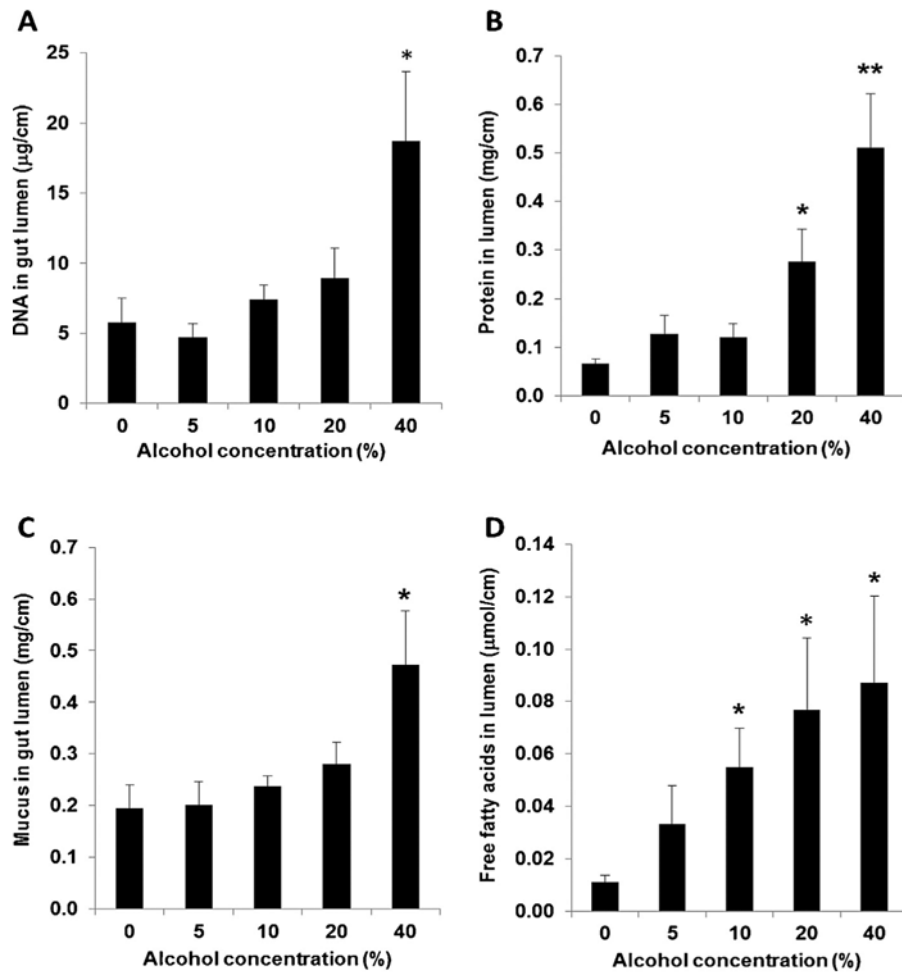 A
DNA in gut lumen (µg/cm)
25
20
15
10
5
0
*
0 5 10 20 40
Alcohol concentration (%)
B
Protein in lumen (mg/cm)
0.7
0.6
0.5
0.4
0.3
0.2
0.1
0.0
*
**
0 5 10 20 40
Alcohol concentration (%)
C
Mucus in gut lumen (mg/cm)
0.7
0.6
0.5
0.4
0.3
0.2
0.1
0.0
*
0 5 10 20 40
Alcohol concentration (%)
D
Free fatty acids in lumen (µmol/cm)
0.14
0.12
0.10
0.08
0.06
0.04
0.02
0.00
*
*
*
0 5 10 20 40
Alcohol concentration (%)